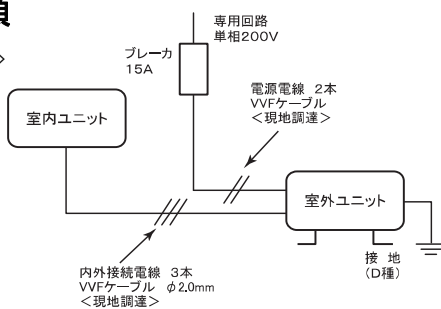 専用回路
単相200V
ブレーカ
15A
電源電線 2本
VVFケーブル
<現地調達>
室内ユニット
室外ユニット
接 地
(D種)
内外接続電線 3本
VVFケーブル φ2.0mm
<現地調達>